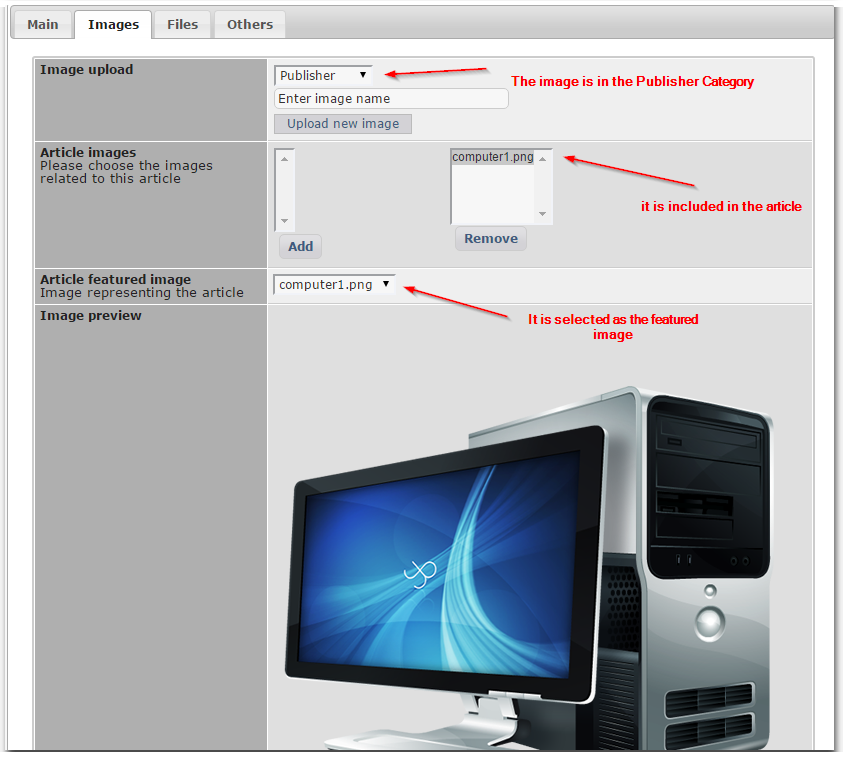 Main Images Files Others
Image upload
Publisher
The image is in the Publisher Category
Enter image name
Upload new image
Article images
Please choose the images
related to this article
computer1.png
it is included in the article
Add
Remove
Article featured image
Image representing the article
computer1.png
It is selected as the featured
image
Image preview